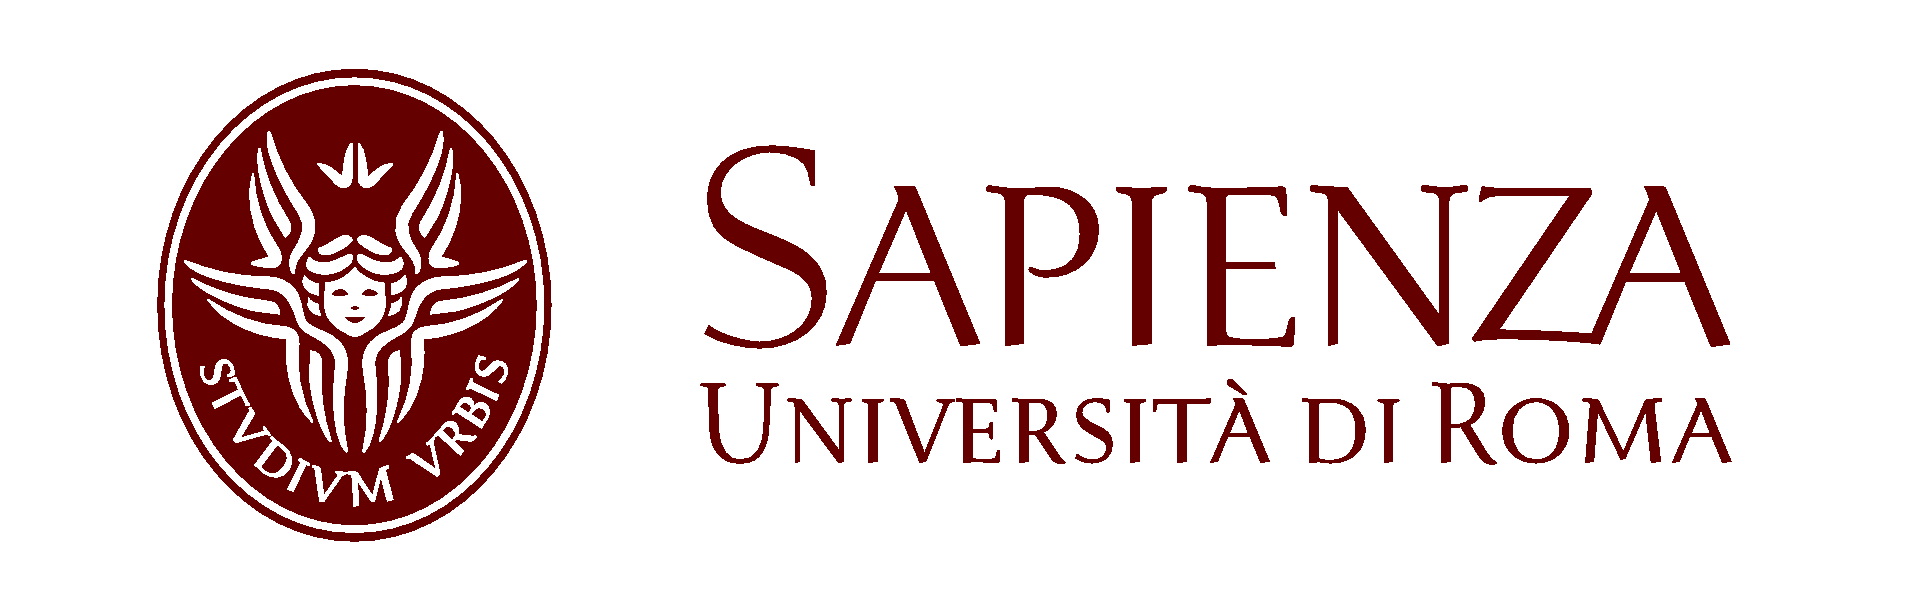 STVDIVM VRBIS
SAPIENZA
UNIVERSITÀ DI ROMA